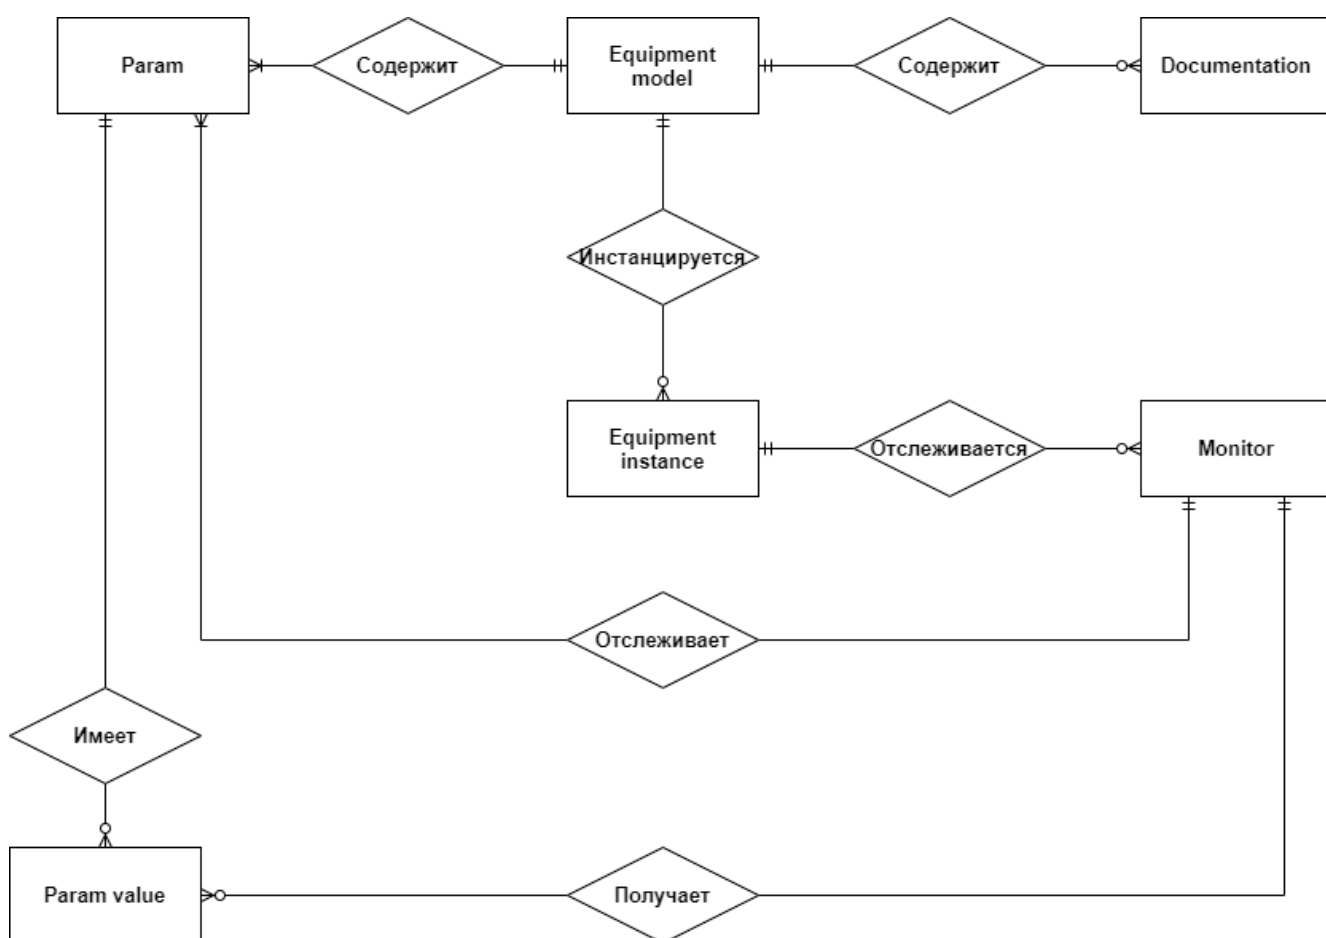 Param
Содержит
Equipment
model
Содержит
Documentation
Инстанцируется
Equipment
instance
Отслеживается
Monitor
Отслеживает
Имеет
Param value
Получает